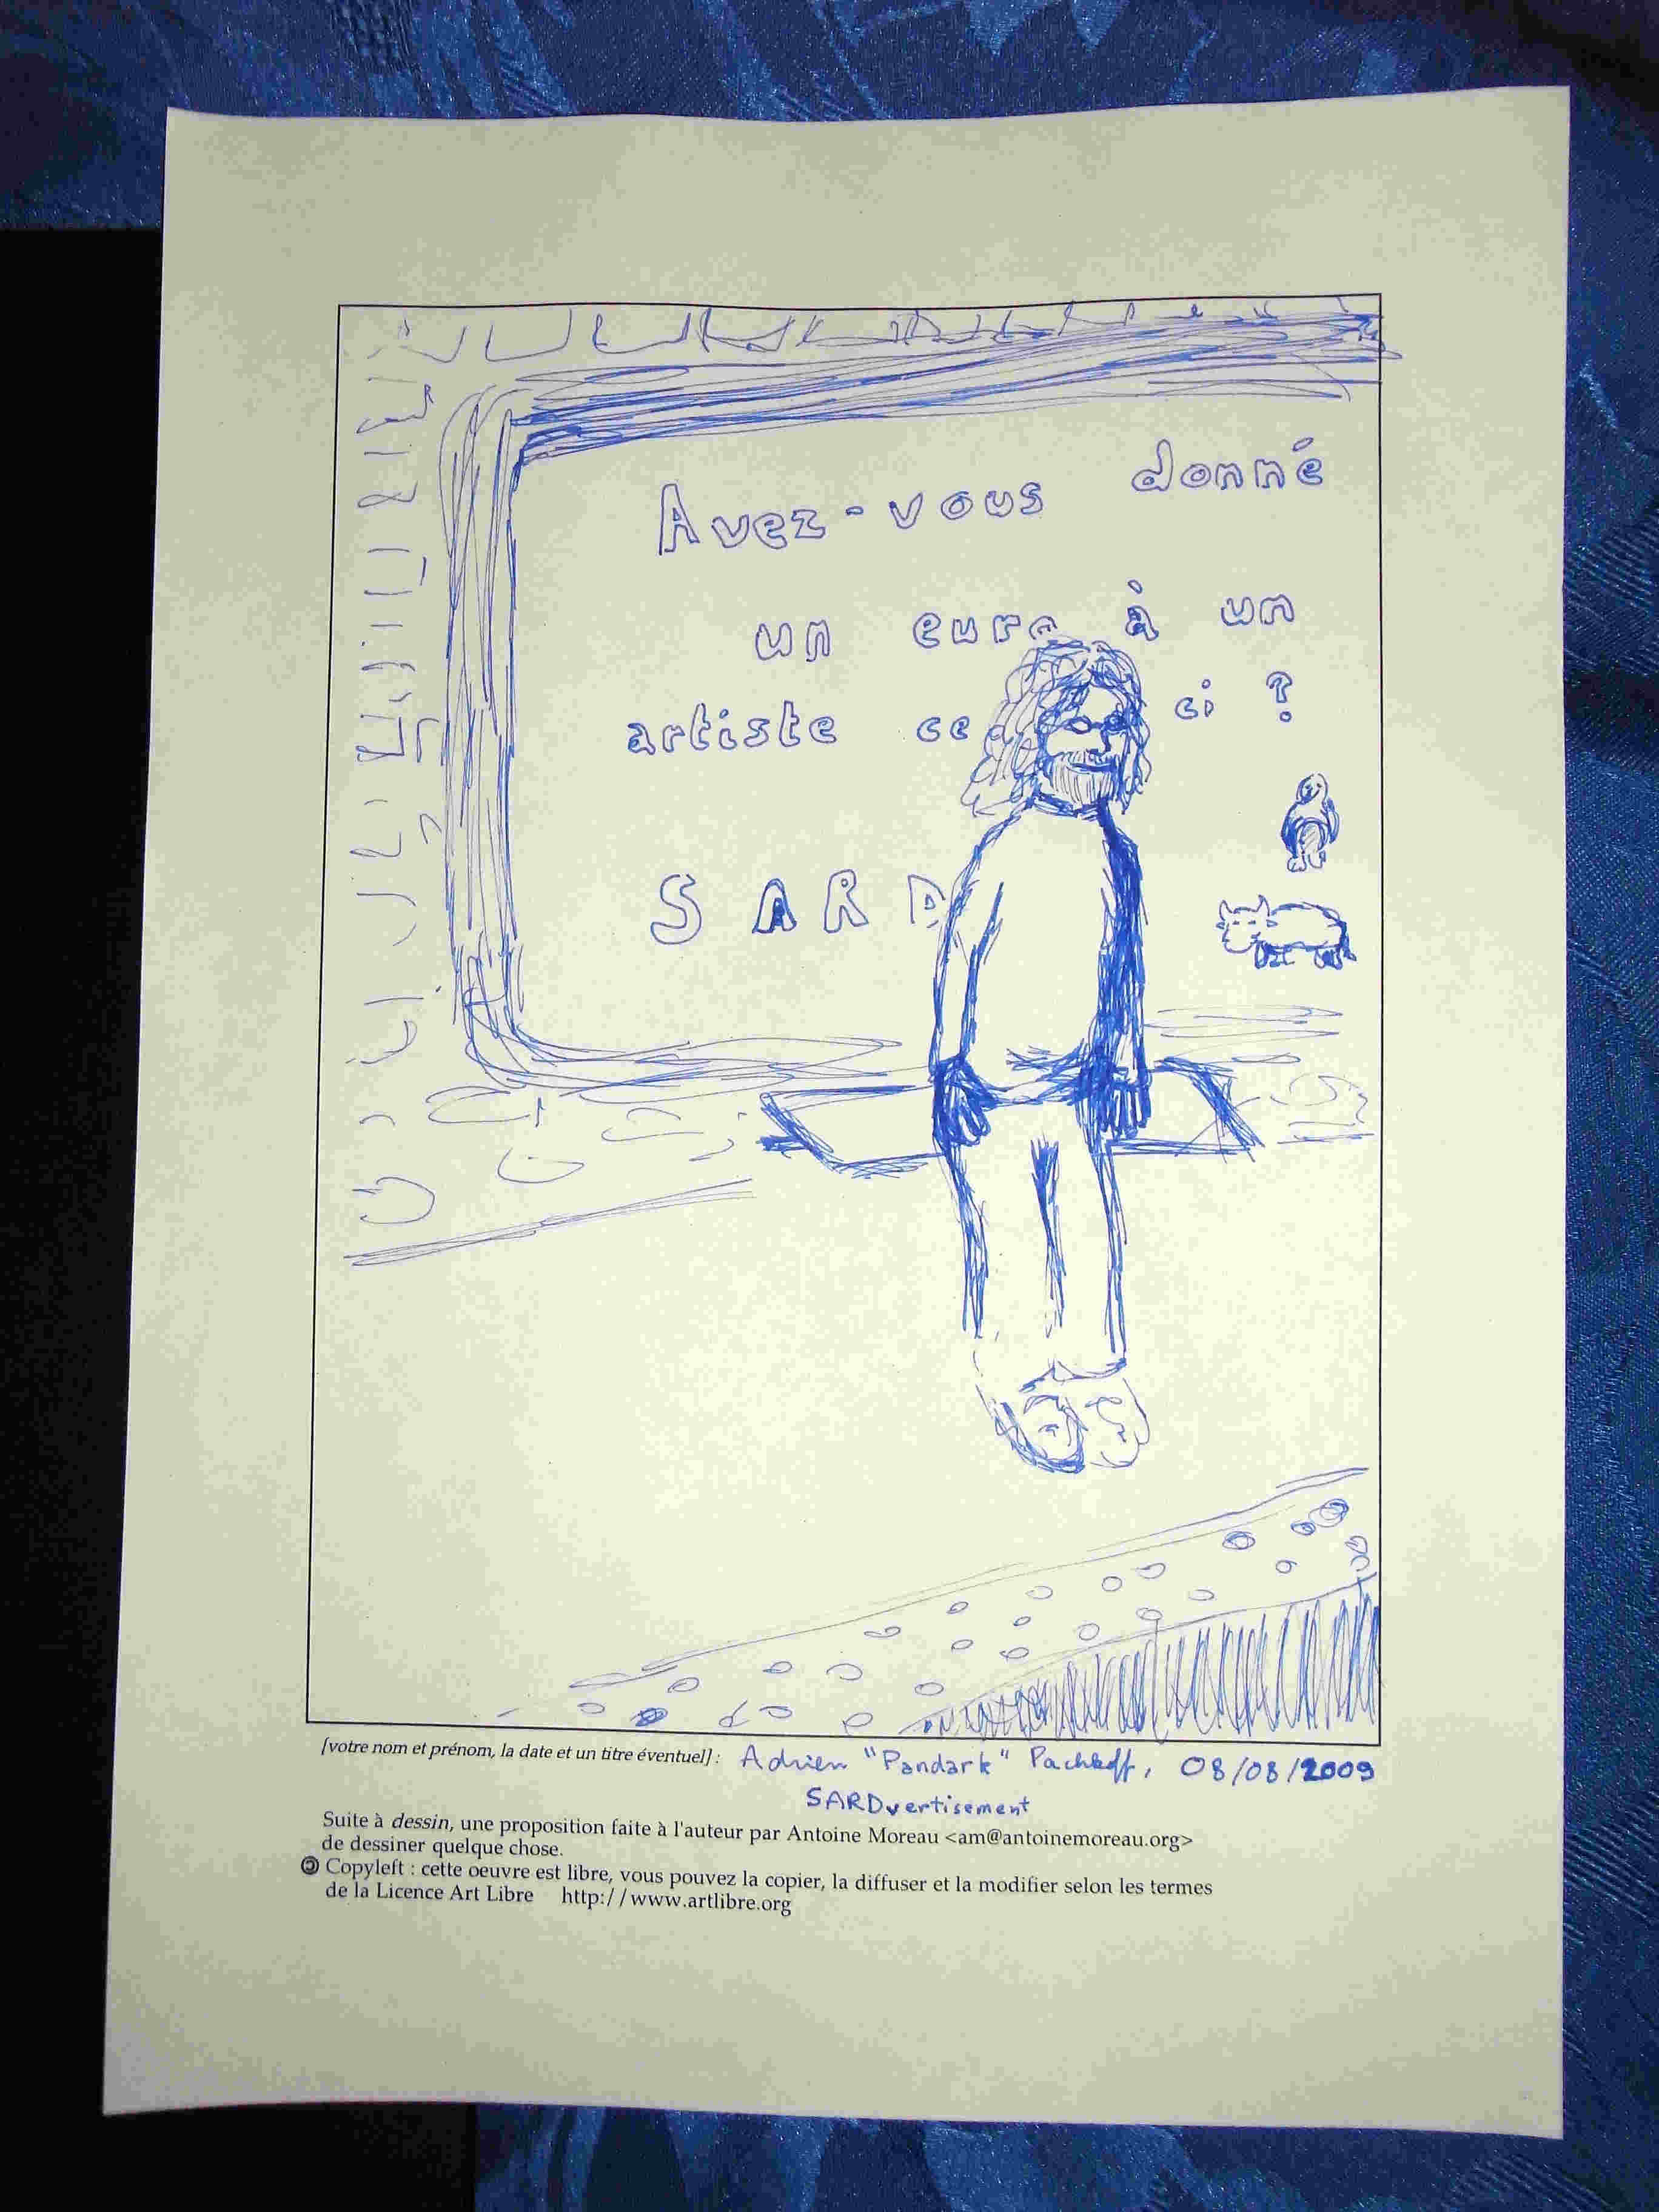 Avez-vous donné
un euro à un
artiste ce ci ?
SARD
[votre nom et prénom, la date et un titre éventuel] : Adrien "Pandark" Pachkoff, 08/08/2009
SARDvertisement
Suite à dessin, une proposition faite à l'auteur par Antoine Moreau <am@antoinemoreau.org>
de dessiner quelque chose.
Copyleft : cette oeuvre est libre, vous pouvez la copier, la diffuser et la modifier selon les termes
de la Licence Art Libre http://www.artlibre.org